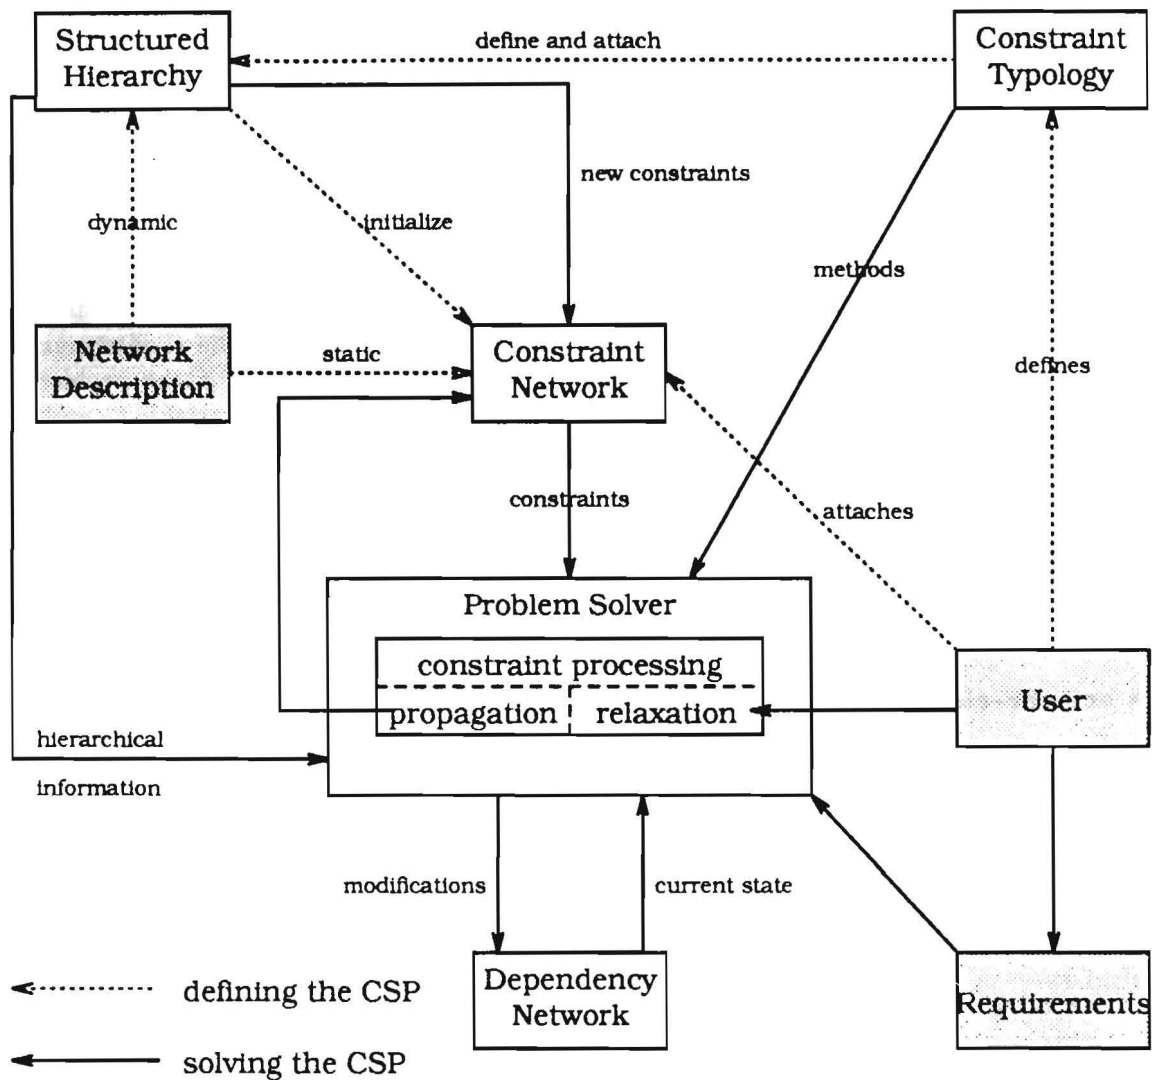 Structured
Hierarchy
define and attach
Constraint
Typology
new constraints
dynamic
initialize
methods
Network
Description
static
Constraint
Network
defines
constraints
attaches
Problem Solver
constraint processing
propagation
relaxation
User
hierarchical
information
modifications
current state
Dependency
Network
Requirements
defining the CSP
solving the CSP